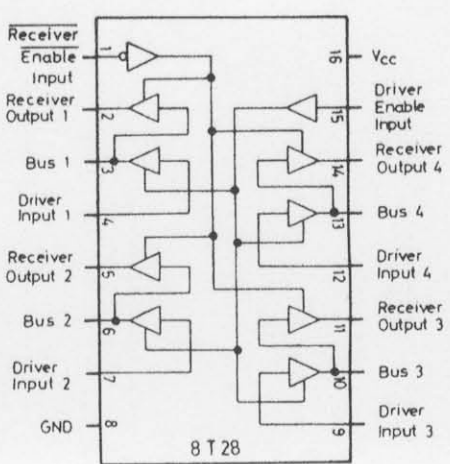 Receiver
Enable
Input
1
16
Vcc
Receiver
Output 1
2
15
Driver
Enable
Input
Bus 1
3
14
Receiver
Output 4
Driver
Input 1
4
13
Bus 4
Receiver
Output 2
5
12
Driver
Input 4
Bus 2
6
11
Receiver
Output 3
Driver
Input 2
7
10
Bus 3
GND
8
9
Driver
Input 3
8T28